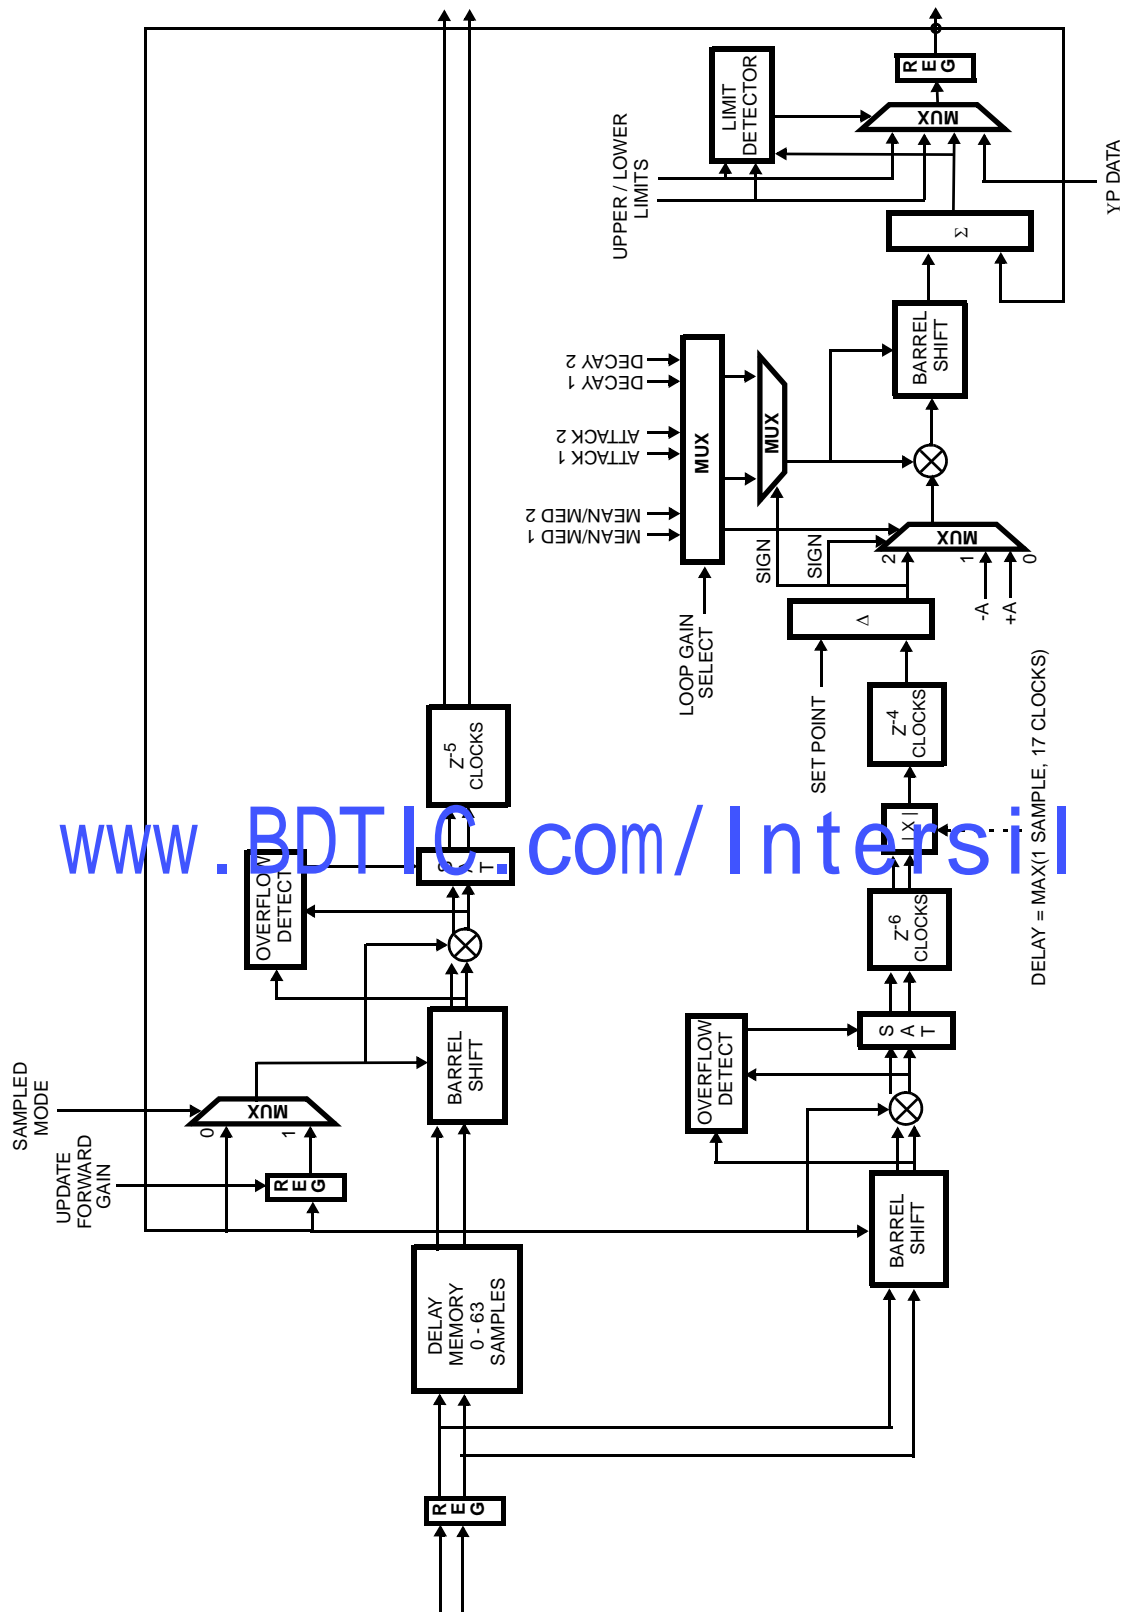 REG
LIMIT
DETECTOR
MUX
UPPER / LOWER
LIMITS
YP DATA
Σ
BARREL
SHIFT
DECAY 2
DECAY 1
ATTACK 2
ATTACK 1
MEAN/MED 2
MEAN/MED 1
MUX
MUX
LOOP GAIN
SELECT
SIGN
SIGN
MUX
2
1
0
-A
+A
Δ
SET POINT
Z-4
CLOCKS
| X |
DELAY = MAX(1 SAMPLE, 17 CLOCKS)
Z-6
CLOCKS
SAT
OVERFLOW
DETECT
BARREL
SHIFT
Z-5
CLOCKS
SAT
OVERFLOW
DETECT
www.BDTIC.com/Intersil
BARREL
SHIFT
SAMPLED
MODE
MUX
0
1
UPDATE
FORWARD
GAIN
REG
DELAY
MEMORY
0 - 63
SAMPLES
REG